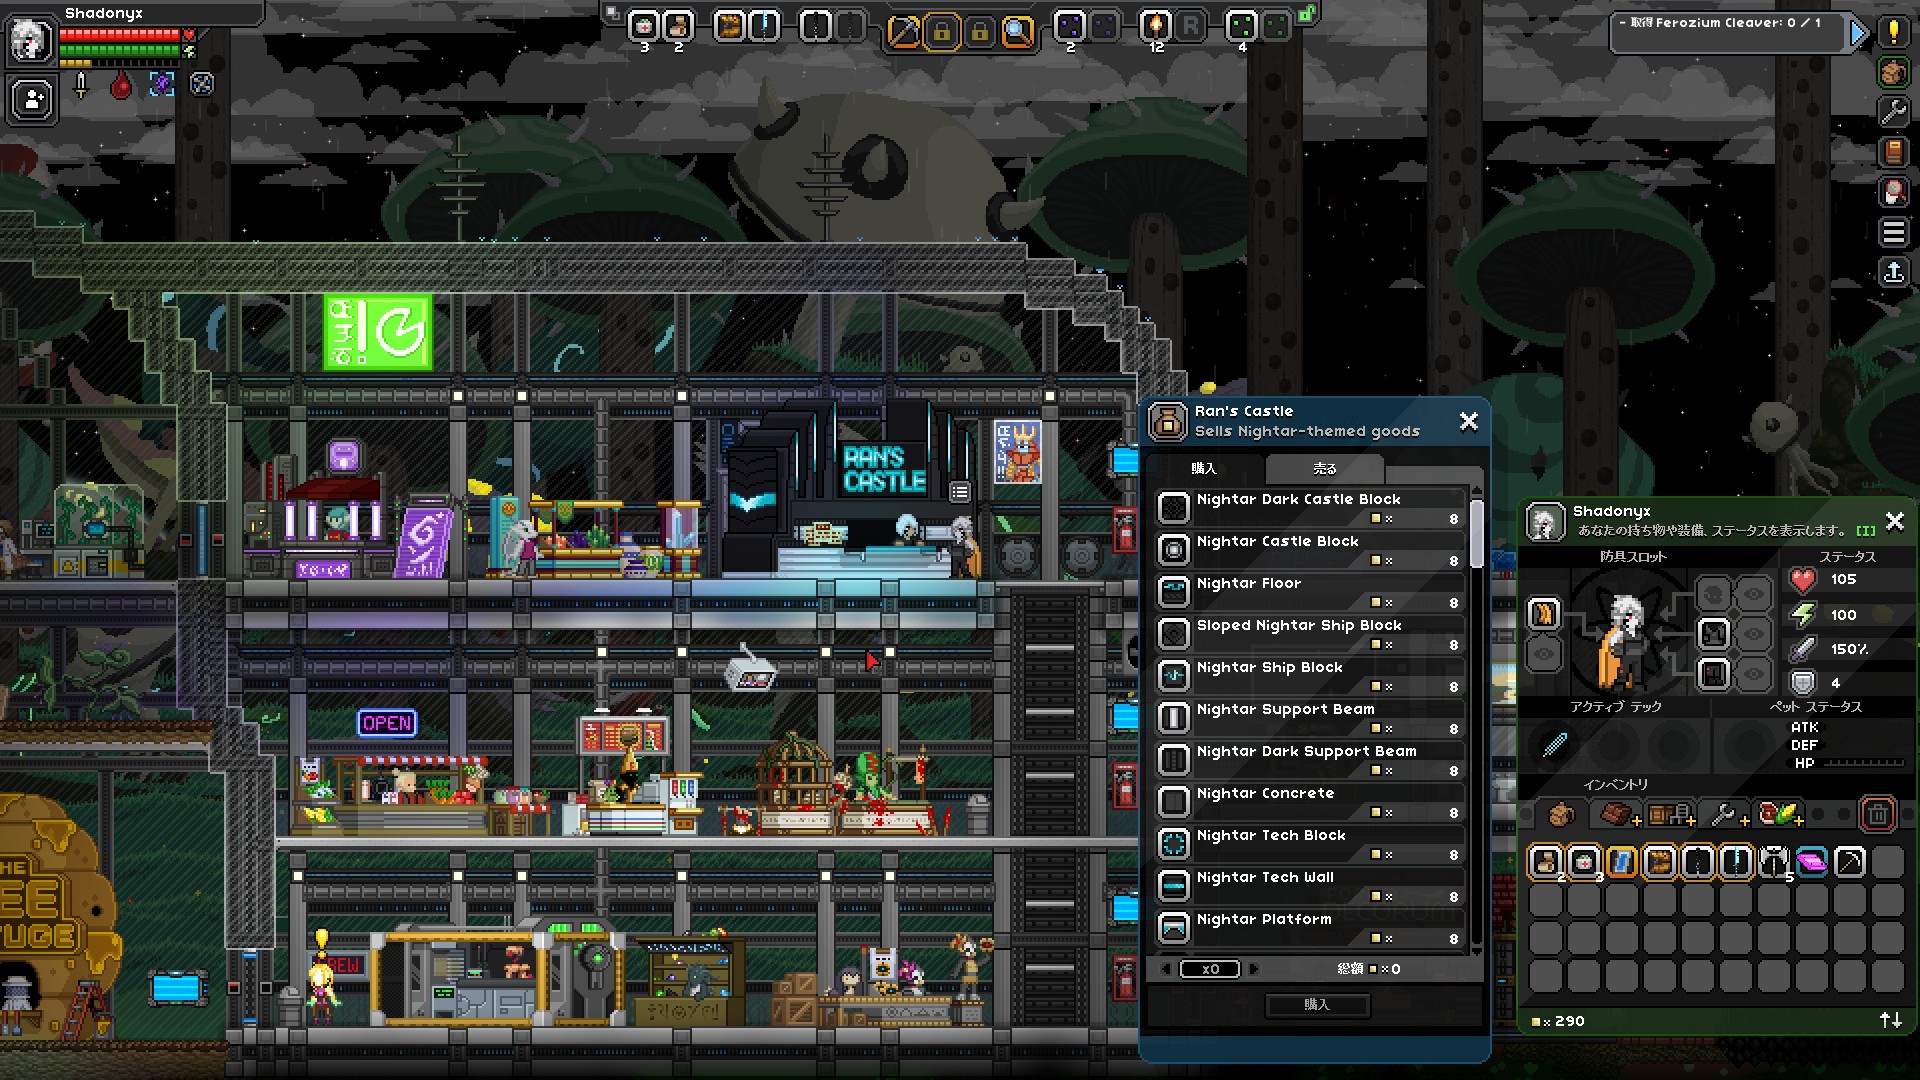 Shadonyx
3
2
2
12
R
4
- 取得 Ferozium Cleaver: 0 / 1
RAN'S
CASTLE
OPEN
THE
Ran's Castle
Sells Nightar-themed goods
購入
売る
Nightar Dark Castle Block
x 8
Nightar Castle Block
x 8
Nightar Floor
x 8
Sloped Nightar Ship Block
x 8
Nightar Ship Block
x 8
Nightar Support Beam
x 8
Nightar Dark Support Beam
x 8
Nightar Concrete
x 8
Nightar Tech Block
x 8
Nightar Tech Wall
x 8
Nightar Platform
x 8
x0
総額 x 0
購入
Shadonyx
あなたの持ち物や装備、ステータスを表示します。 [I]
防具スロット
ステータス
105
100
150%
4
アクティブ テック
ペット ステータス
ATK
DEF
HP
インベントリ
2
3
5
x 290